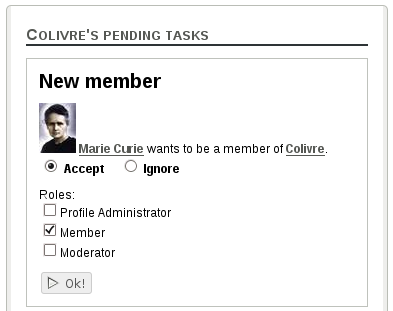 Colivre's pending tasks
New member
Marie Curie wants to be a member of Colivre.
Accept Ignore
Roles:
Profile Administrator
Member
Moderator
Ok!